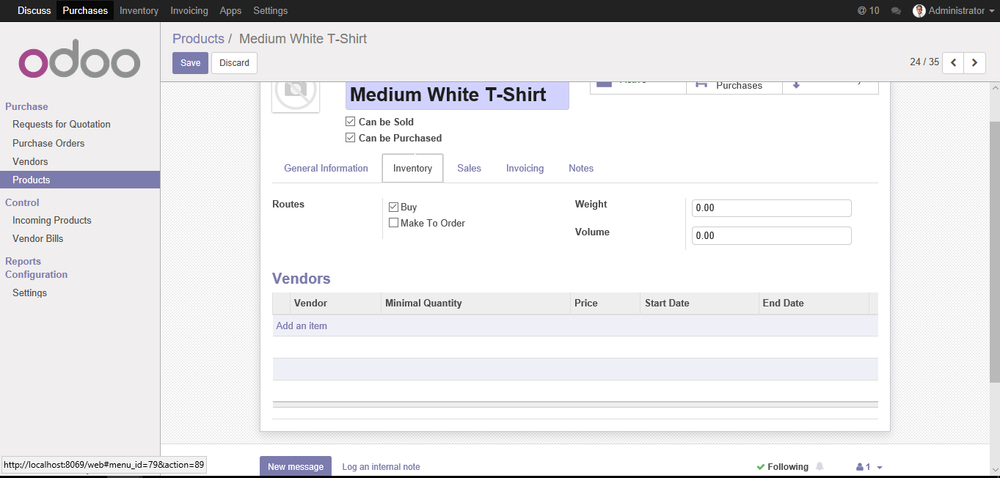 Discuss Purchases Inventory Invoicing Apps Settings @ 10 Administrator
odoo
Products / Medium White T-Shirt
Save Discard 24 / 35
Purchase
Requests for Quotation
Purchase Orders
Vendors
Products
Control
Incoming Products
Vendor Bills
Reports
Configuration
Settings
Purchases
Medium White T-Shirt
Can be Sold
Can be Purchased
General Information Inventory Sales Invoicing Notes
Routes Buy
Make To Order
Weight 0.00
Volume 0.00
Vendors
Vendor Minimal Quantity Price Start Date End Date
Add an item
New message Log an internal note Following 1
http://localhost:8069/web#menu_id=79&action=89